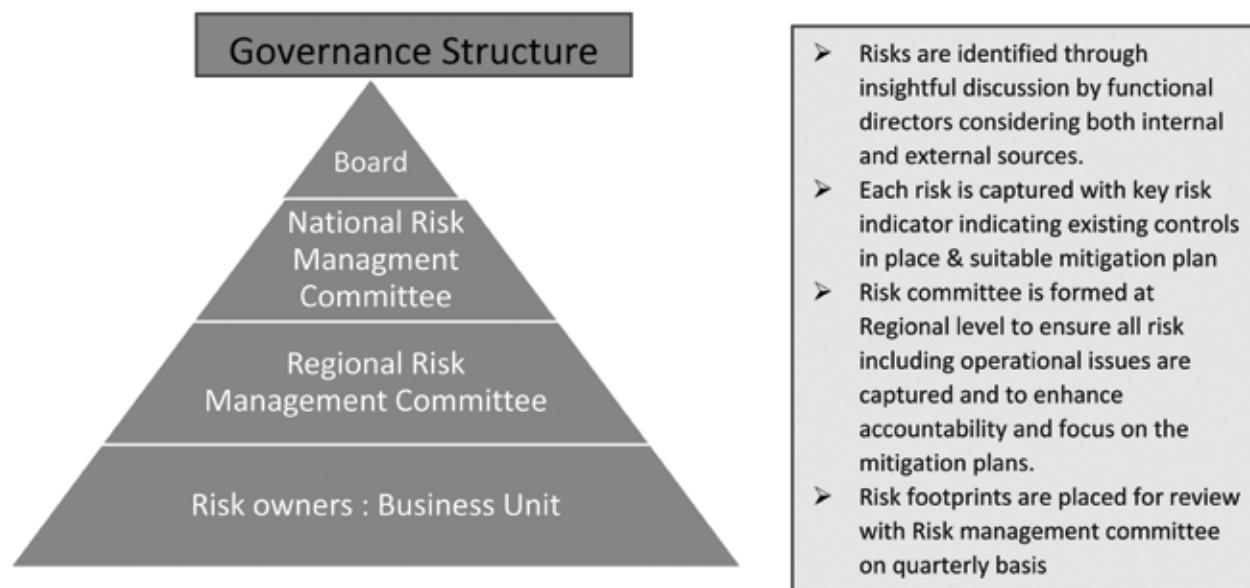 Governance Structure
Board
National Risk
Managment
Committee
Regional Risk
Management Committee
Risk owners : Business Unit
➢ Risks are identified through
insightful discussion by functional
directors considering both internal
and external sources.
➢ Each risk is captured with key risk
indicator indicating existing controls
in place & suitable mitigation plan
➢ Risk committee is formed at
Regional level to ensure all risk
including operational issues are
captured and to enhance
accountability and focus on the
mitigation plans.
➢ Risk footprints are placed for review
with Risk management committee
on quarterly basis